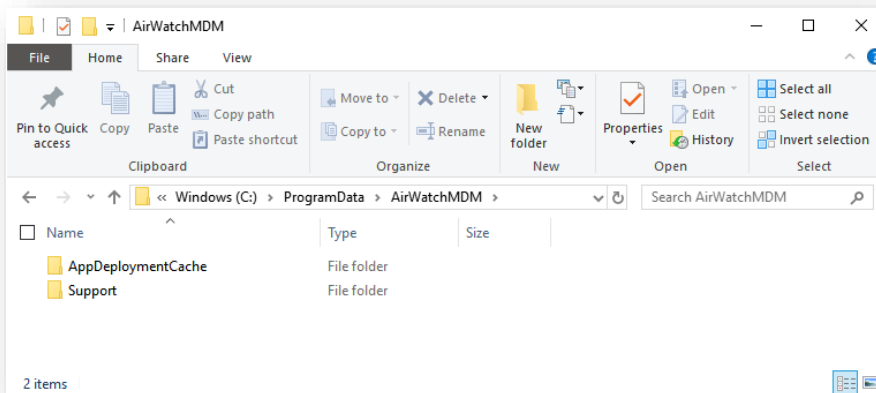 AirWatchMDM
File Home Share View
Pin to Quick access
Copy
Paste
Cut
Copy path
Paste shortcut
Clipboard
Move to
Copy to
Delete
Rename
Organize
New folder
New
Properties
Open
Edit
History
Open
Select all
Select none
Invert selection
Select
« Windows (C:) > ProgramData > AirWatchMDM >
Search AirWatchMDM
Name Type Size
AppDeploymentCache File folder
Support File folder
2 items